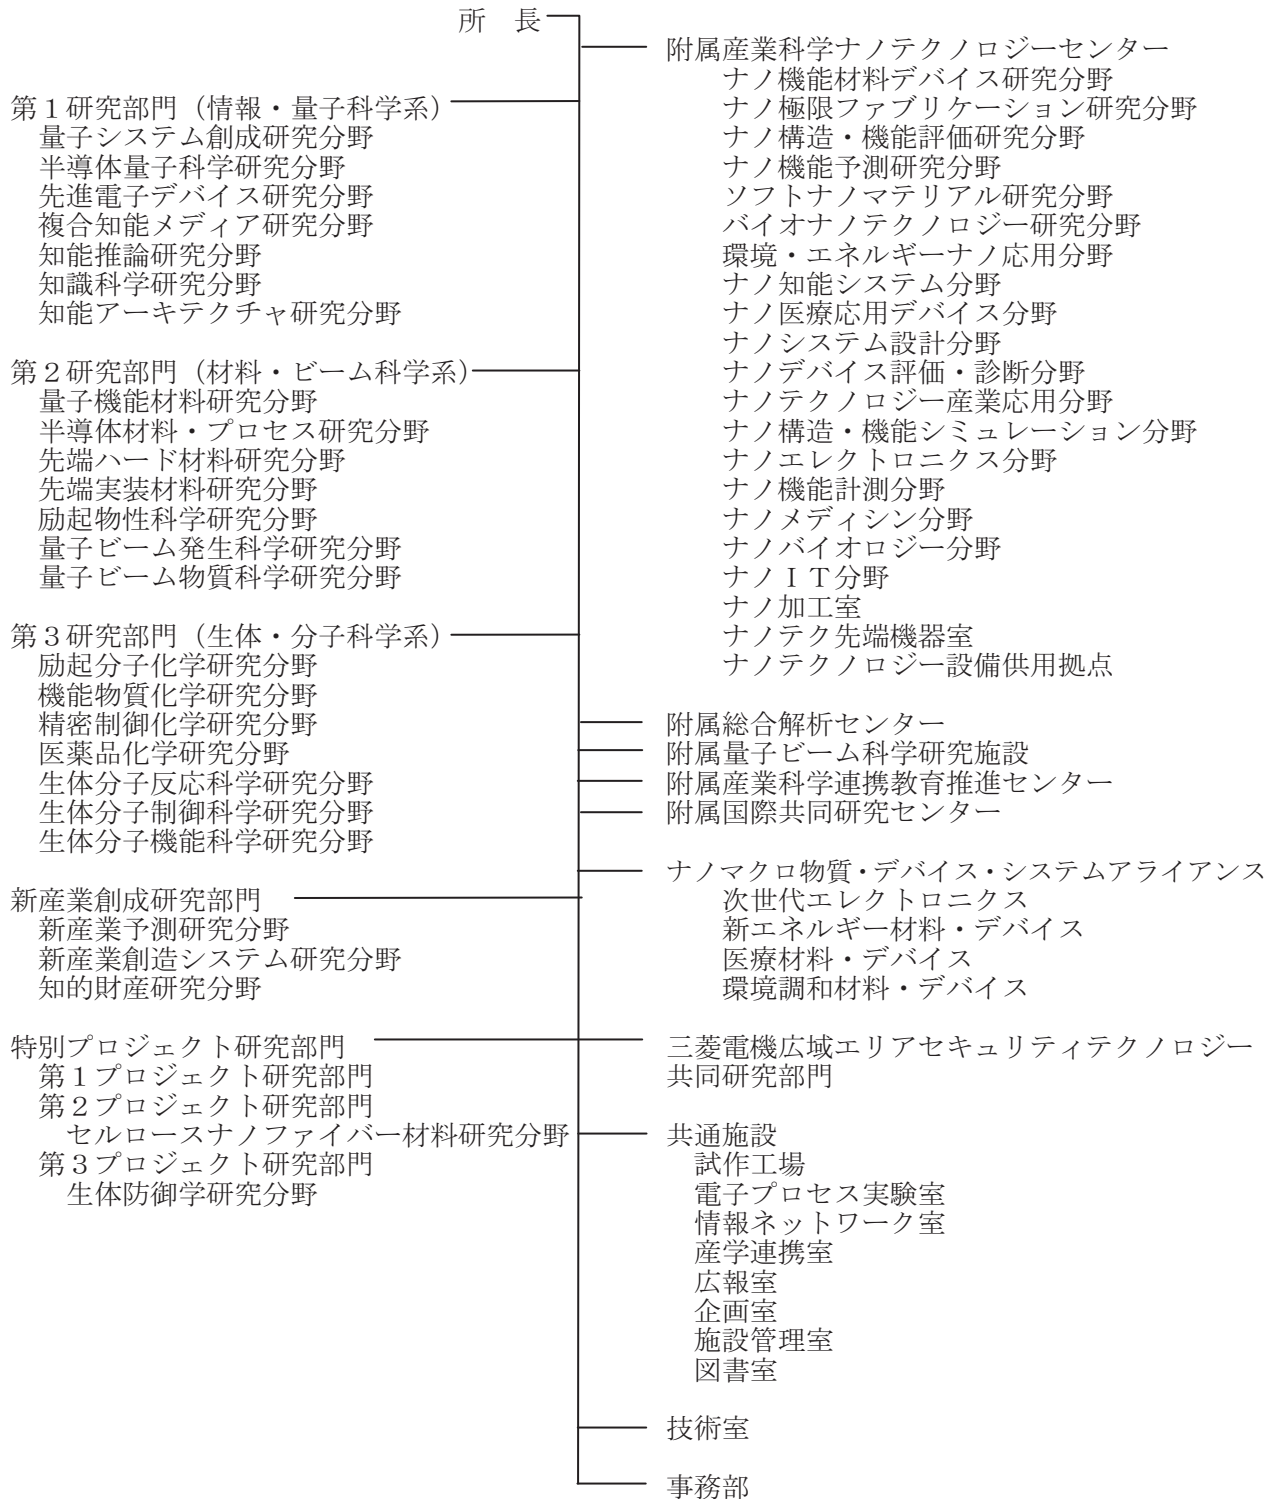 所　長
第１研究部門（情報・量子科学系）
量子システム創成研究分野
半導体量子科学研究分野
先進電子デバイス研究分野
複合知能メディア研究分野
知能推論研究分野
知識科学研究分野
知能アーキテクチャ研究分野
第２研究部門（材料・ビーム科学系）
量子機能材料研究分野
半導体材料・プロセス研究分野
先端ハード材料研究分野
先端実装材料研究分野
励起物性科学研究分野
量子ビーム発生科学研究分野
量子ビーム物質科学研究分野
第３研究部門（生体・分子科学系）
励起分子化学研究分野
機能物質化学研究分野
精密制御化学研究分野
医薬品化学研究分野
生体分子反応科学研究分野
生体分子制御科学研究分野
生体分子機能科学研究分野
新産業創成研究部門
新産業予測研究分野
新産業創造システム研究分野
知的財産研究分野
特別プロジェクト研究部門
第１プロジェクト研究部門
第２プロジェクト研究部門
セルロースナノファイバー材料研究分野
第３プロジェクト研究部門
生体防御学研究分野
附属産業科学ナノテクノロジーセンター
ナノ機能材料デバイス研究分野
ナノ極限ファブリケーション研究分野
ナノ構造・機能評価研究分野
ナノ機能予測研究分野
ソフトナノマテリアル研究分野
バイオナノテクノロジー研究分野
環境・エネルギーナノ応用分野
ナノ知能システム分野
ナノ医療応用デバイス分野
ナノシステム設計分野
ナノデバイス評価・診断分野
ナノテクノロジー産業応用分野
ナノ構造・機能シミュレーション分野
ナノエレクトロニクス分野
ナノ機能計測分野
ナノメディシン分野
ナノバイオロジー分野
ナノＩＴ分野
ナノ加工室
ナノテク先端機器室
ナノテクノロジー設備供用拠点
附属総合解析センター
附属量子ビーム科学研究施設
附属産業科学連携教育推進センター
附属国際共同研究センター
ナノマクロ物質・デバイス・システムアライアンス
次世代エレクトロニクス
新エネルギー材料・デバイス
医療材料・デバイス
環境調和材料・デバイス
三菱電機広域エリアセキュリティテクノロジー
共同研究部門
共通施設
試作工場
電子プロセス実験室
情報ネットワーク室
産学連携室
広報室
企画室
施設管理室
図書室
技術室
事務部